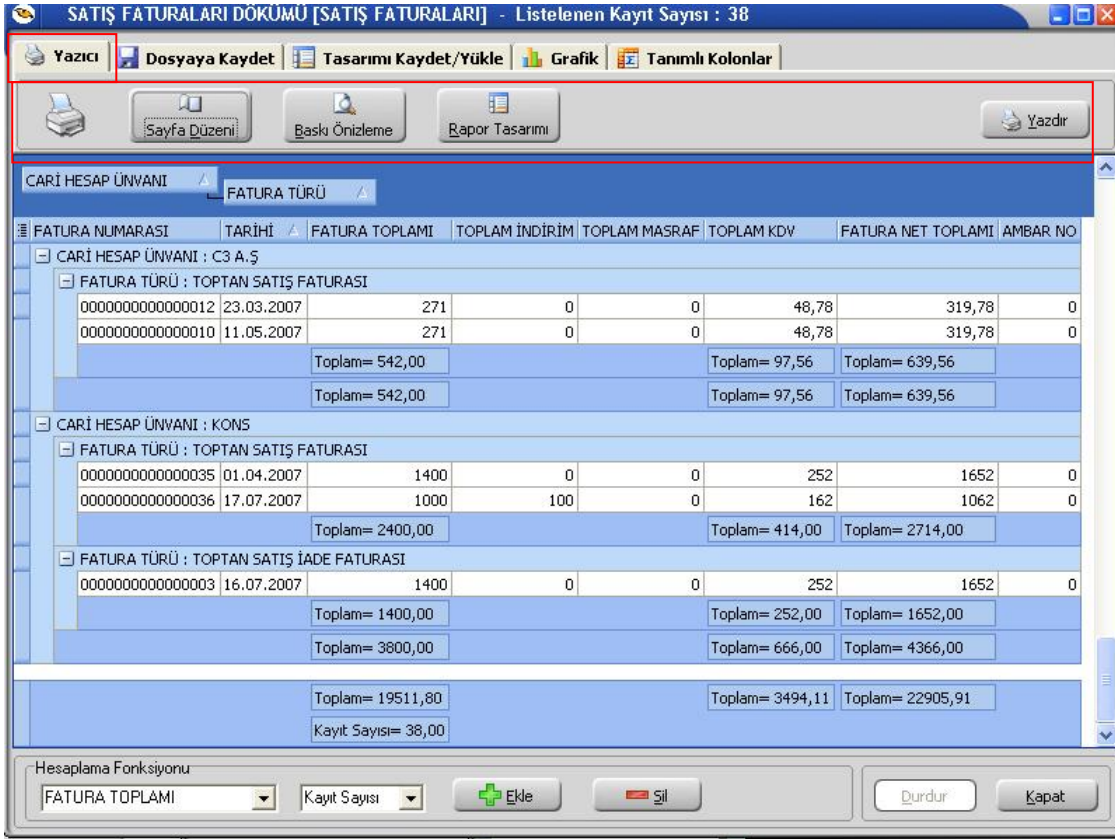 SATIŞ FATURALARI DÖKÜMÜ [SATIŞ FATURALARI] - Listelenen Kayıt Sayısı : 38
Yazıcı Dosyaya Kaydet Tasarımı Kaydet/Yükle Grafik Tanımlı Kolonlar
Sayfa Düzeni Baskı Önizleme Rapor Tasarımı Yazdır
CARİ HESAP ÜNVANI
FATURA TÜRÜ
FATURA NUMARASI TARİHİ FATURA TOPLAMI TOPLAM İNDİRİM TOPLAM MASRAF TOPLAM KDV FATURA NET TOPLAMI AMBAR NO
CARİ HESAP ÜNVANI : C3 A.Ş
FATURA TÜRÜ : TOPTAN SATIŞ FATURASI
0000000000000012 23.03.2007 271 0 0 48,78 319,78 0
0000000000000010 11.05.2007 271 0 0 48,78 319,78 0
Toplam= 542,00 Toplam= 97,56 Toplam= 639,56
Toplam= 542,00 Toplam= 97,56 Toplam= 639,56
CARİ HESAP ÜNVANI : KONS
FATURA TÜRÜ : TOPTAN SATIŞ FATURASI
0000000000000035 01.04.2007 1400 0 0 252 1652 0
0000000000000036 17.07.2007 1000 100 0 162 1062 0
Toplam= 2400,00 Toplam= 414,00 Toplam= 2714,00
FATURA TÜRÜ : TOPTAN SATIŞ İADE FATURASI
0000000000000003 16.07.2007 1400 0 0 252 1652 0
Toplam= 1400,00 Toplam= 252,00 Toplam= 1652,00
Toplam= 3800,00 Toplam= 666,00 Toplam= 4366,00
Toplam= 19511,80 Toplam= 3494,11 Toplam= 22905,91
Kayıt Sayısı= 38,00
Hesaplama Fonksiyonu
FATURA TOPLAMI Kayıt Sayısı Ekle Sil Durdur Kapat